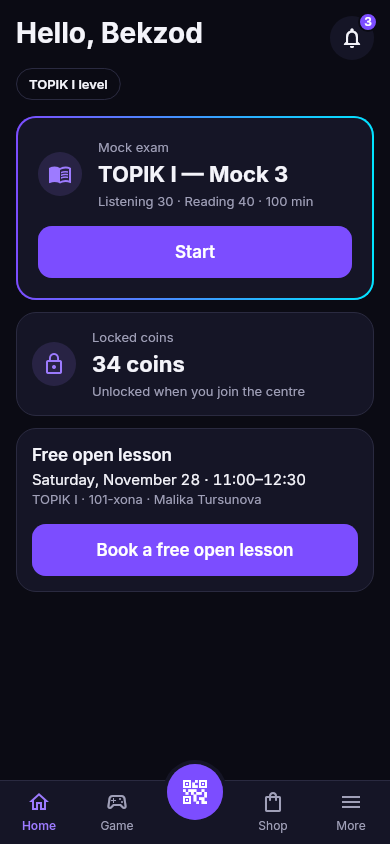 Hello, Bekzod
3
TOPIK I level
Mock exam
TOPIK I — Mock 3
Listening 30 · Reading 40 · 100 min
Start
Locked coins
34 coins
Unlocked when you join the centre
Free open lesson
Saturday, November 28 · 11:00–12:30
TOPIK I · 101-xona · Malika Tursunova
Book a free open lesson
Home
Game
Shop
More